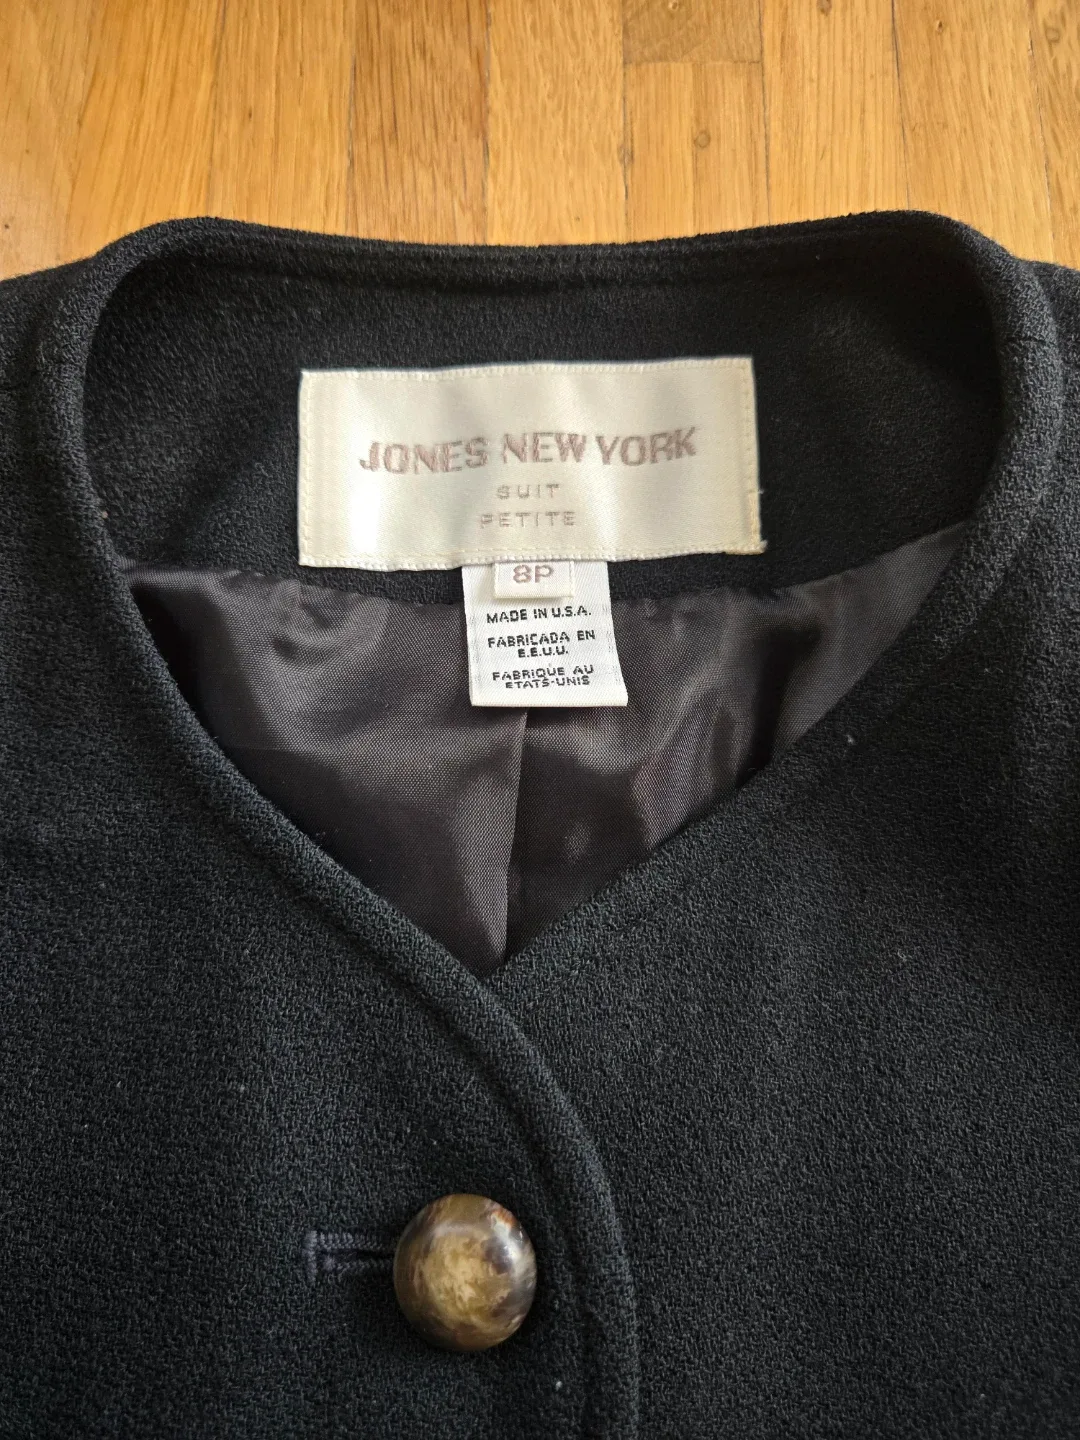 JONES NEW YORK
SUIT
PETITE
8P
MADE IN U.S.A.
FABRICADA EN
E.E.U.U.
FABRIQUE AU
ETATS-UNIS